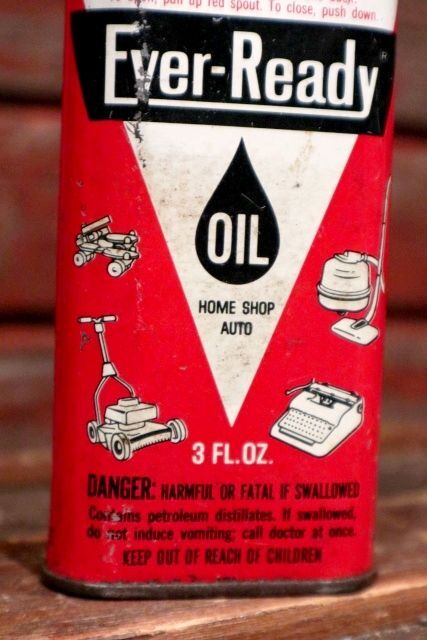 pull up red spout. To close, push down.
Ever-Ready®
OIL
HOME SHOP
AUTO
3 FL. OZ.
DANGER: HARMFUL OR FATAL IF SWALLOWED
Contains petroleum distillates. If swallowed,
do not induce vomiting; call doctor at once.
KEEP OUT OF REACH OF CHILDREN